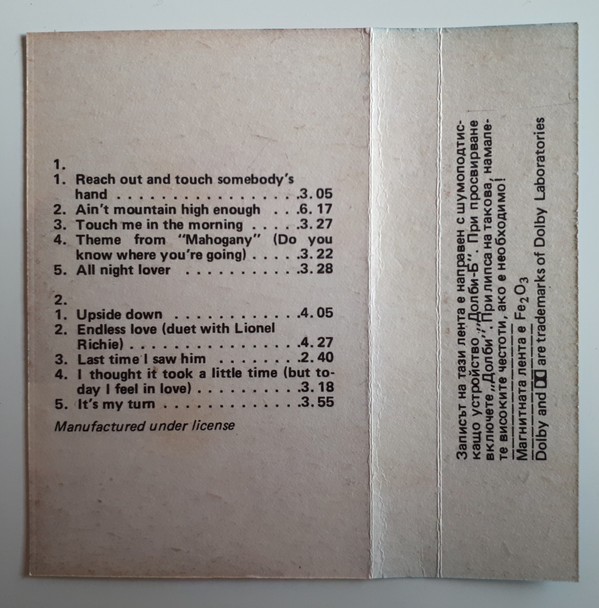 1.
1. Reach out and touch somebody's
hand . . . . . . . . . . . . . . . .3. 05
2. Ain't mountain high enough . . .6. 17
3. Touch me in the morning . . . . .3. 27
4. Theme from "Mahogany" (Do you
know where you're going) . . . . .3. 22
5. All night lover . . . . . . . . . . .3. 28
2.
1. Upside down . . . . . . . . . . .4. 05
2. Endless love (duet with Lionel
Richie) . . . . . . . . . . . . . . .4. 27
3. Last time I saw him . . . . . . . .2. 40
4. I thought it took a little time (but to-
day I feel in love) . . . . . . . . . .3. 18
5. It's my turn . . . . . . . . . . . .3. 55
Manufactured under license
Записът на тази лента е направен с шумоподтис-
кащо устройство „Долби-Б“. При просвирване
включете „Долби“. При липса на такова, намале-
те високите честоти, ако е необходимо!
Магнитната лента е Fe2O3
Dolby and are trademarks of Dolby Laboratories